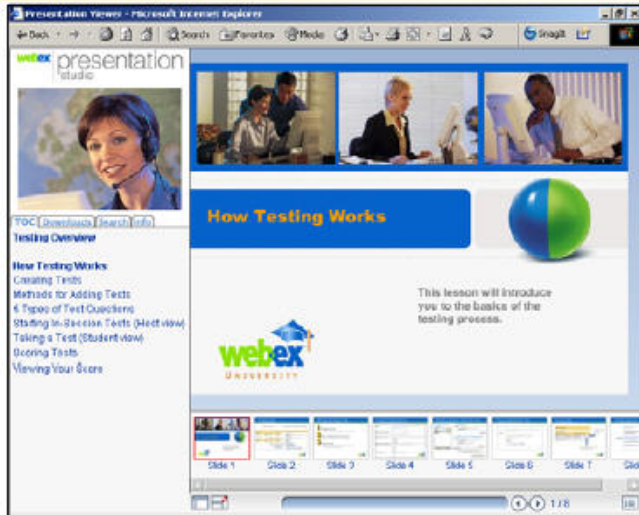 Presentation Viewer - Microsoft Internet Explorer
Back Search Favorites Media SnagIt
webex presentation
studio
TOC Downloads Search Info
Testing Overview
How Testing Works
Creating Tests
Methods for Adding Tests
6 Types of Test Questions
Starting In-Session Tests (Host view)
Taking a Test (Student view)
Scoring Tests
Viewing Your Score
How Testing Works
This lesson will introduce
you to the basics of the
testing process.
webex
UNIVERSITY
Slide 1 Slide 2 Slide 3 Slide 4 Slide 5 Slide 6 Slide 7
1/8